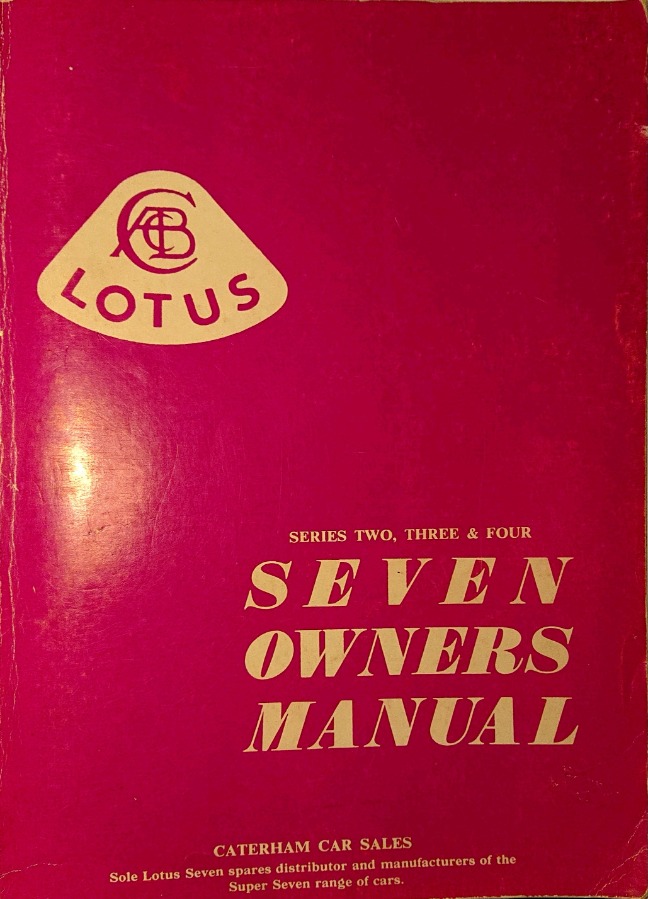 ACBC
LOTUS
SERIES TWO, THREE & FOUR
SEVEN
OWNERS
MANUAL
CATERHAM CAR SALES
Sole Lotus Seven spares distributor and manufacturers of the
Super Seven range of cars.